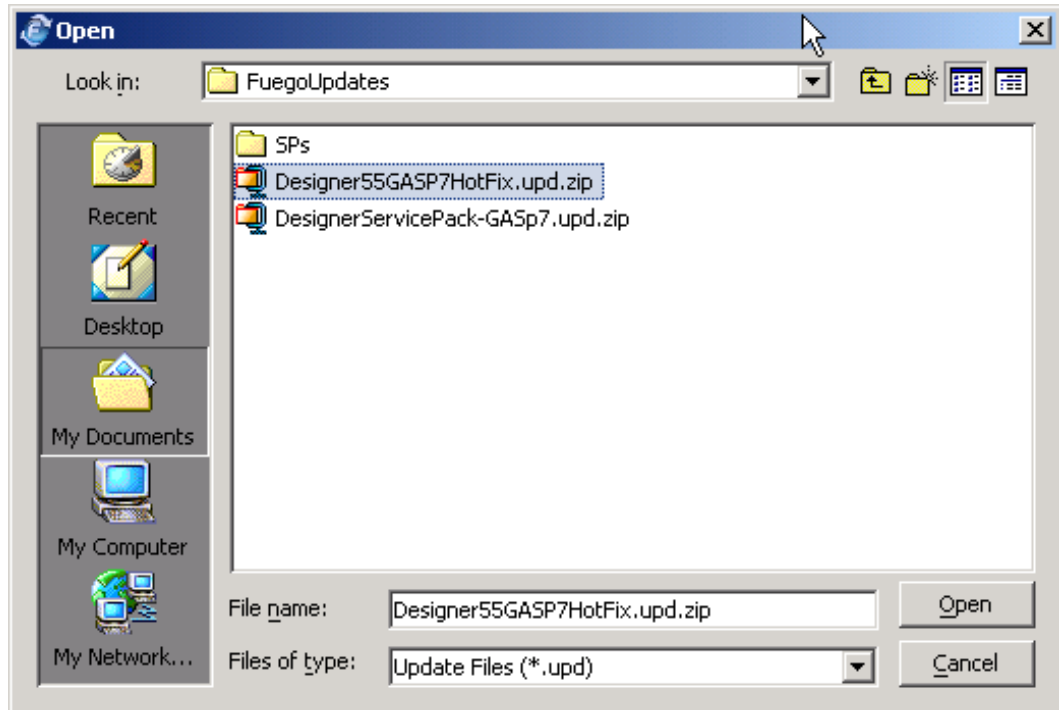 Open
Look in: FuegoUpdates
SPs
Designer55GASP7HotFix.upd.zip
DesignerServicePack-GASp7.upd.zip
Recent
Desktop
My Documents
My Computer
My Network...
File name: Designer55GASP7HotFix.upd.zip Open
Files of type: Update Files (*.upd) Cancel